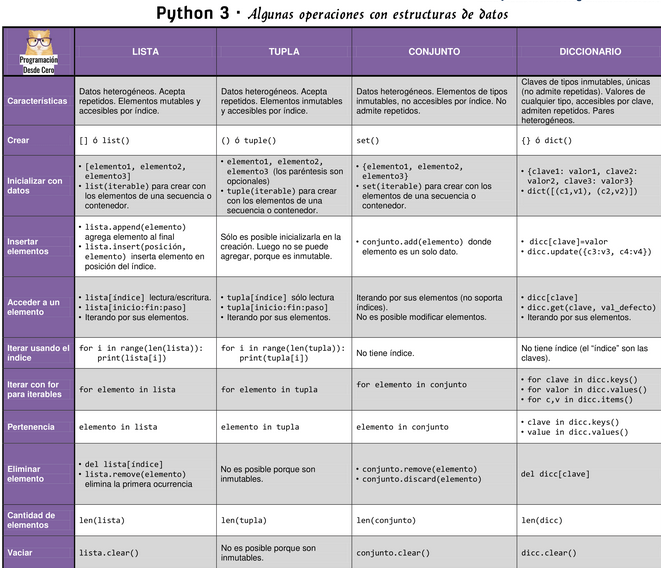 Python 3 · Algunas operaciones con estructuras de datos
Programación
Desde Cero
LISTA
TUPLA
CONJUNTO
DICCIONARIO
Características
Datos heterogéneos. Acepta
repetidos. Elementos mutables y
accesibles por índice.
Datos heterogéneos. Acepta
repetidos. Elementos inmutables
y accesibles por índice.
Datos heterogéneos. Elementos de tipos
inmutables, no accesibles por índice. No
admite repetidos.
Claves de tipos inmutables, únicas
(no admite repetidas). Valores de
cualquier tipo, accesibles por clave,
admiten repetidos. Pares
heterogéneos.
Crear
[] ó list()
() ó tuple()
set()
{} ó dict()
Inicializar con
datos
• [elemento1, elemento2,
elemento3]
• list(iterable) para crear con
los elementos de una secuencia o
contenedor.
• elemento1, elemento2,
elemento3 (los paréntesis son
opcionales)
• tuple(iterable) para crear
con los elementos de una
secuencia o contenedor.
• {elemento1, elemento2,
elemento3}
• set(iterable) para crear con los
elementos de una secuencia o
contenedor.
• {clave1: valor1, clave2:
valor2, clave3: valor3}
• dict([(c1,v1), (c2,v2)])
Insertar
elementos
• lista.append(elemento)
agrega elemento al final
• lista.insert(posición,
elemento) inserta elemento en
posición del índice.
Sólo es posible inicializarla en la
creación. Luego no se puede
agregar, porque es inmutable.
• conjunto.add(elemento) donde
elemento es un solo dato.
• dicc[clave]=valor
• dicc.update({c3:v3, c4:v4})
Acceder a un
elemento
• lista[índice] lectura/escritura.
• lista[inicio:fin:paso]
• Iterando por sus elementos.
• tupla[índice] sólo lectura
• tupla[inicio:fin:paso]
• Iterando por sus elementos.
Iterando por sus elementos (no soporta
índices).
No es posible modificar elementos.
• dicc[clave]
• dicc.get(clave, val_defecto)
• Iterando por sus elementos.
Iterar usando el
índice
for i in range(len(lista)):
print(lista[i])
for i in range(len(tupla)):
print(tupla[i])
No tiene índice.
No tiene índice (el “índice” son las
claves).
Iterar con for
para iterables
for elemento in lista
for elemento in tupla
for elemento in conjunto
• for clave in dicc.keys()
• for valor in dicc.values()
• for c,v in dicc.items()
Pertenencia
elemento in lista
elemento in tupla
elemento in conjunto
• clave in dicc.keys()
• value in dicc.values()
Eliminar
elemento
• del lista[índice]
• lista.remove(elemento)
elimina la primera ocurrencia
No es posible porque son
inmutables.
• conjunto.remove(elemento)
• conjunto.discard(elemento)
del dicc[clave]
Cantidad de
elementos
len(lista)
len(tupla)
len(conjunto)
len(dicc)
Vaciar
lista.clear()
No es posible porque son
inmutables.
conjunto.clear()
dicc.clear()